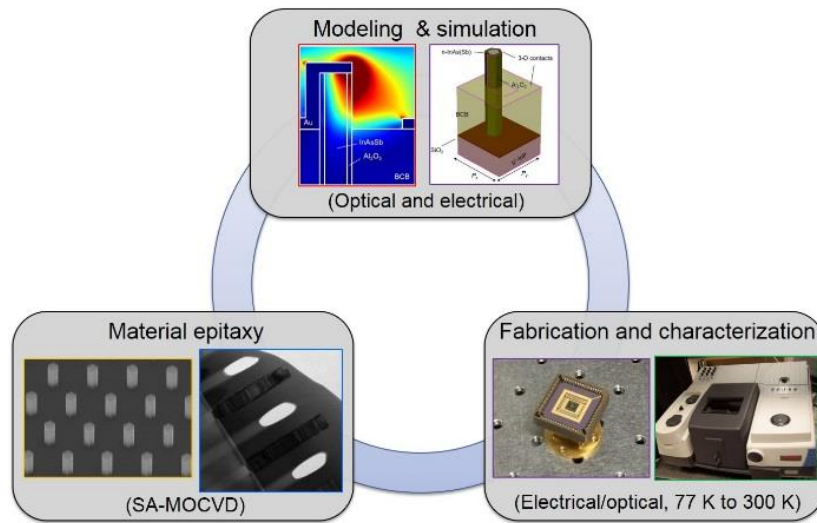 Modeling & simulation
n-InAs(Sb)
3-D contacts
Al₂O₃
Au
BCB
InAsSb
SiO₂
Al₂O₃
BCB
(Optical and electrical)
Material epitaxy
(SA-MOCVD)
Fabrication and characterization
(Electrical/optical, 77 K to 300 K)